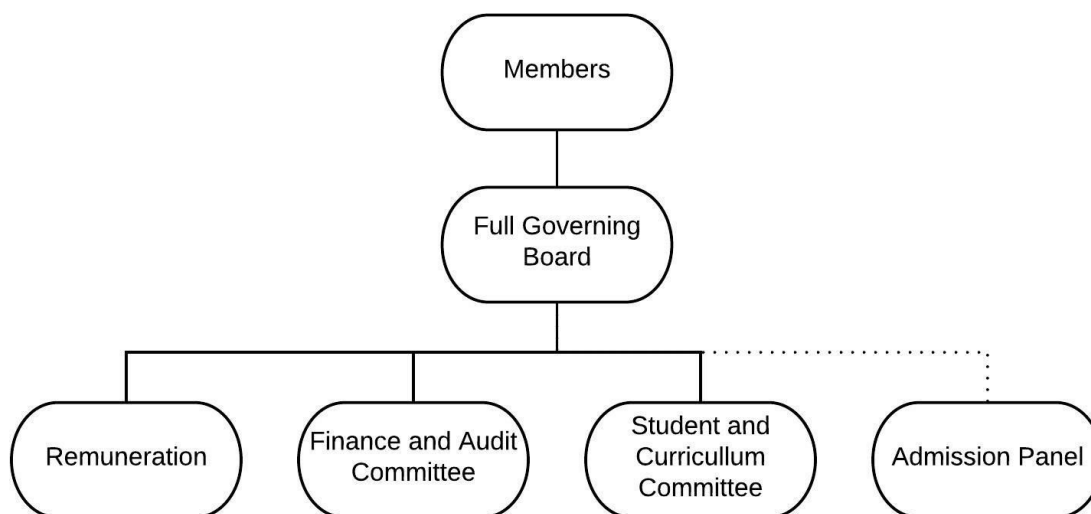 Members
Full Governing
Board
Remuneration
Finance and Audit
Committee
Student and
Curricullum
Committee
Admission Panel